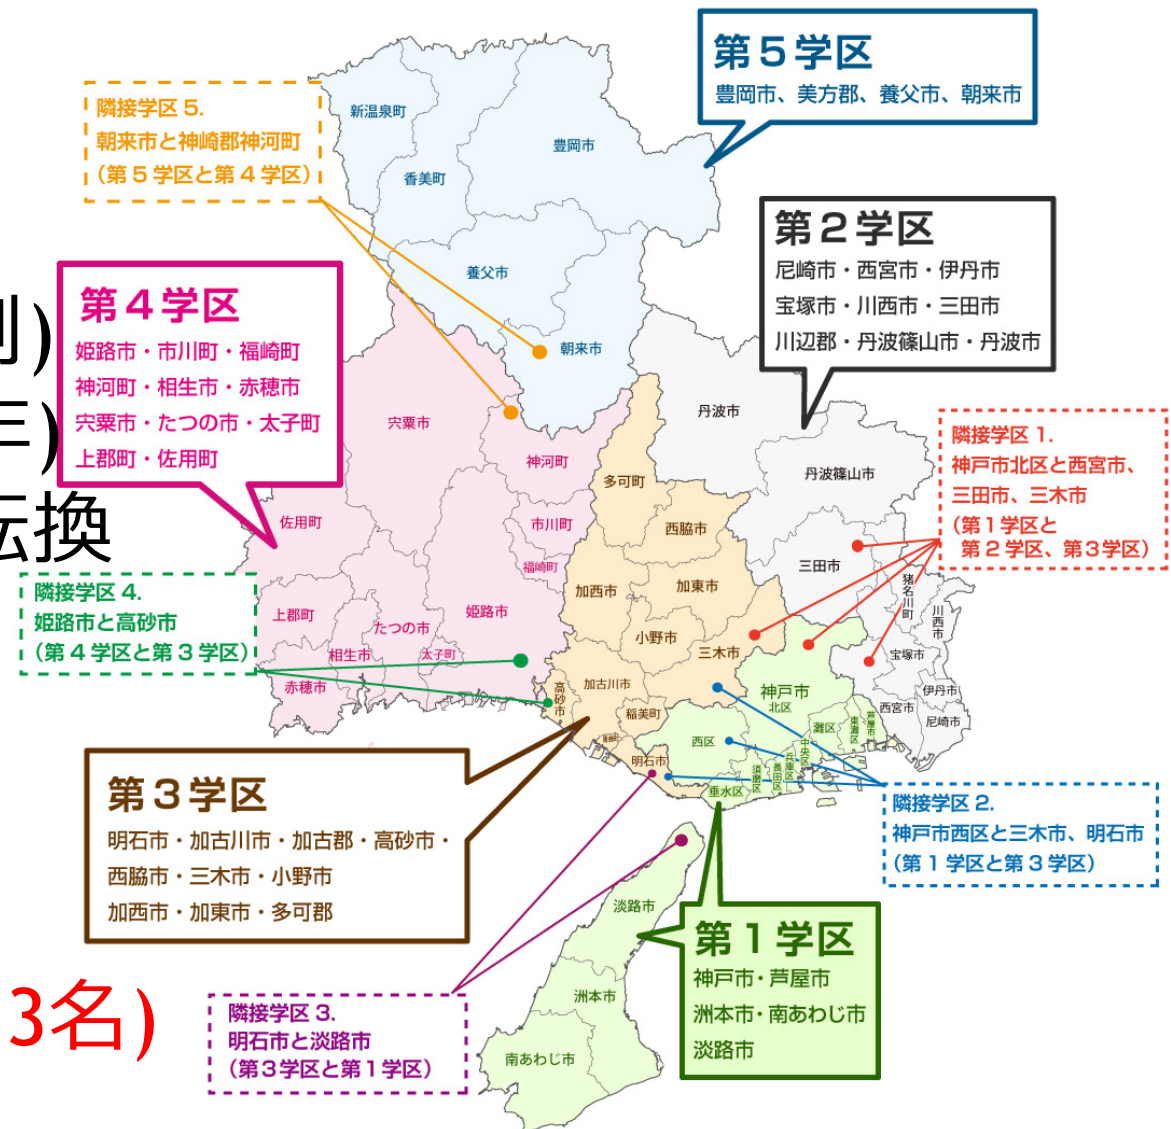 第5学区
豊岡市、美方郡、養父市、朝来市
隣接学区 5.
朝来市と神崎郡神河町
(第5学区と第4学区)
新温泉町
香美町
豊岡市
養父市
朝来市
第2学区
尼崎市・西宮市・伊丹市
宝塚市・川西市・三田市
川辺郡・丹波篠山市・丹波市
第4学区
姫路市・市川町・福崎町
神河町・相生市・赤穂市
宍粟市・たつの市・太子町
上郡町・佐用町
)
)
転換
隣接学区 1.
神戸市北区と西宮市、
三田市、三木市
(第1学区と
第2学区、第3学区)
隣接学区 4.
姫路市と高砂市
(第4学区と第3学区)
宍粟市
神河町
佐用町
市川町
福崎町
上郡町
姫路市
たつの市
相生市
太子町
赤穂市
丹波市
丹波篠山市
多可町
西脇市
加西市
加東市
小野市
三木市
加古川市
高砂市
稲美町
明石市
三田市
猪名川町
川西市
宝塚市
伊丹市
西宮市
尼崎市
神戸市
北区
西区
垂水区
須磨区
長田区
兵庫区
中央区
灘区
東灘区
芦屋市
第3学区
明石市・加古川市・加古郡・高砂市・
西脇市・三木市・小野市
加西市・加東市・多可郡
隣接学区 2.
神戸市西区と三木市、明石市
(第1学区と第3学区)
淡路市
洲本市
南あわじ市
第1学区
神戸市・芦屋市
洲本市・南あわじ市
淡路市
3名)
隣接学区 3.
明石市と淡路市
(第3学区と第1学区)